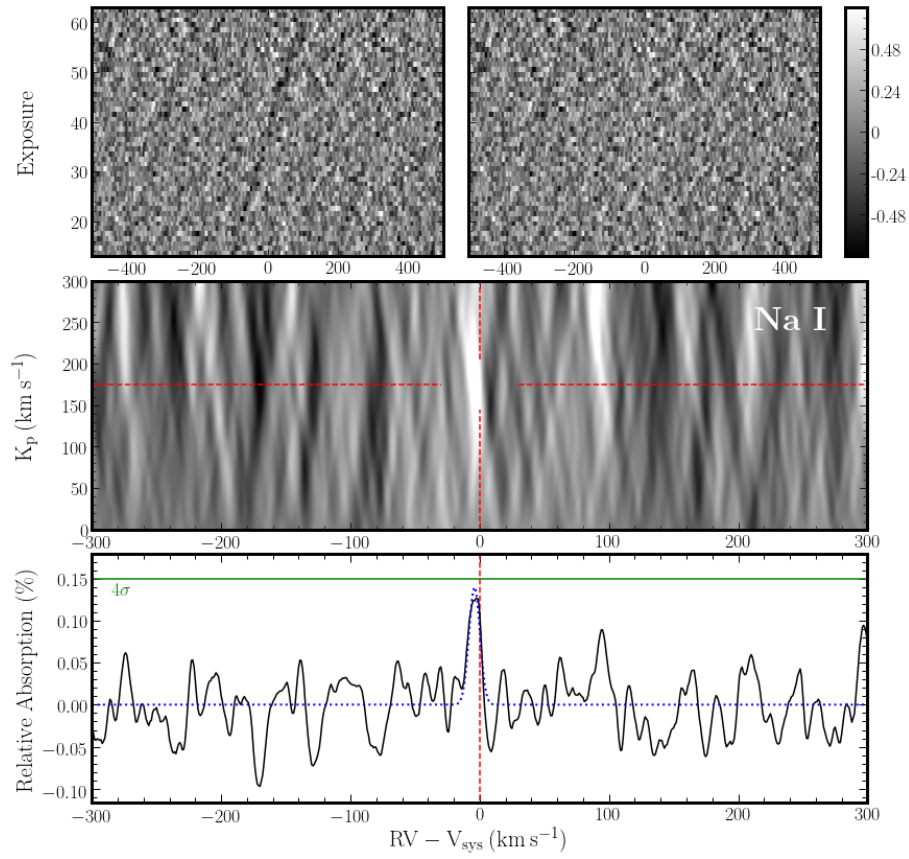 60
50
40
30
20
Exposure
−400 −200 0 200 400
−400 −200 0 200 400
0.48
0.24
0
-0.24
-0.48
300
250
200
150
100
50
0
K_p (km s⁻¹)
Na I
−300 −200 −100 0 100 200 300
0.15
0.10
0.05
0.00
−0.05
−0.10
Relative Absorption (%)
4σ
−300 −200 −100 0 100 200 300
RV − V_sys (km s⁻¹)